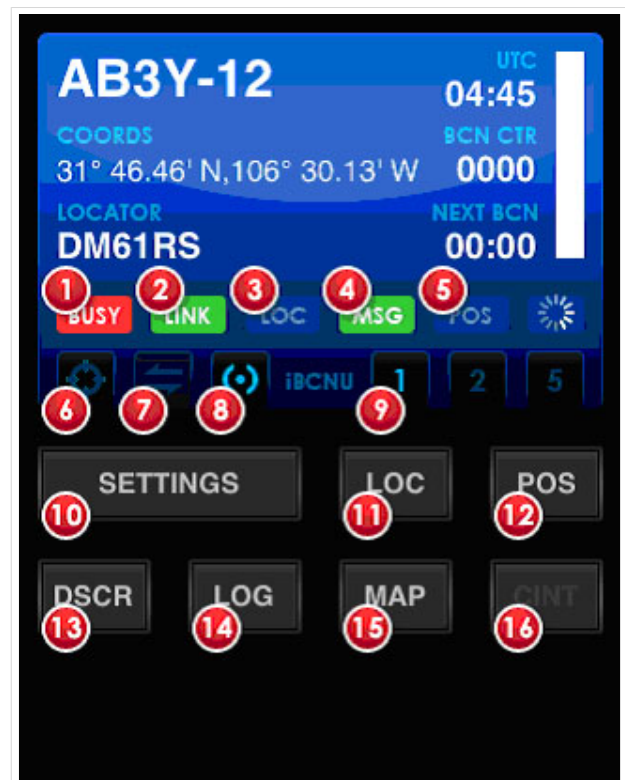 AB3Y-12 UTC
04:45
COORDS BCN CTR
31° 46.46' N,106° 30.13' W 0000
LOCATOR NEXT BCN
DM61RS 00:00
1 2 3 4 5
BUSY LINK LOC MSG POS
iBCNU 1 2 5
6 7 8 9
SETTINGS LOC POS
10 11 12
DSCR LOG MAP CINT
13 14 15 16